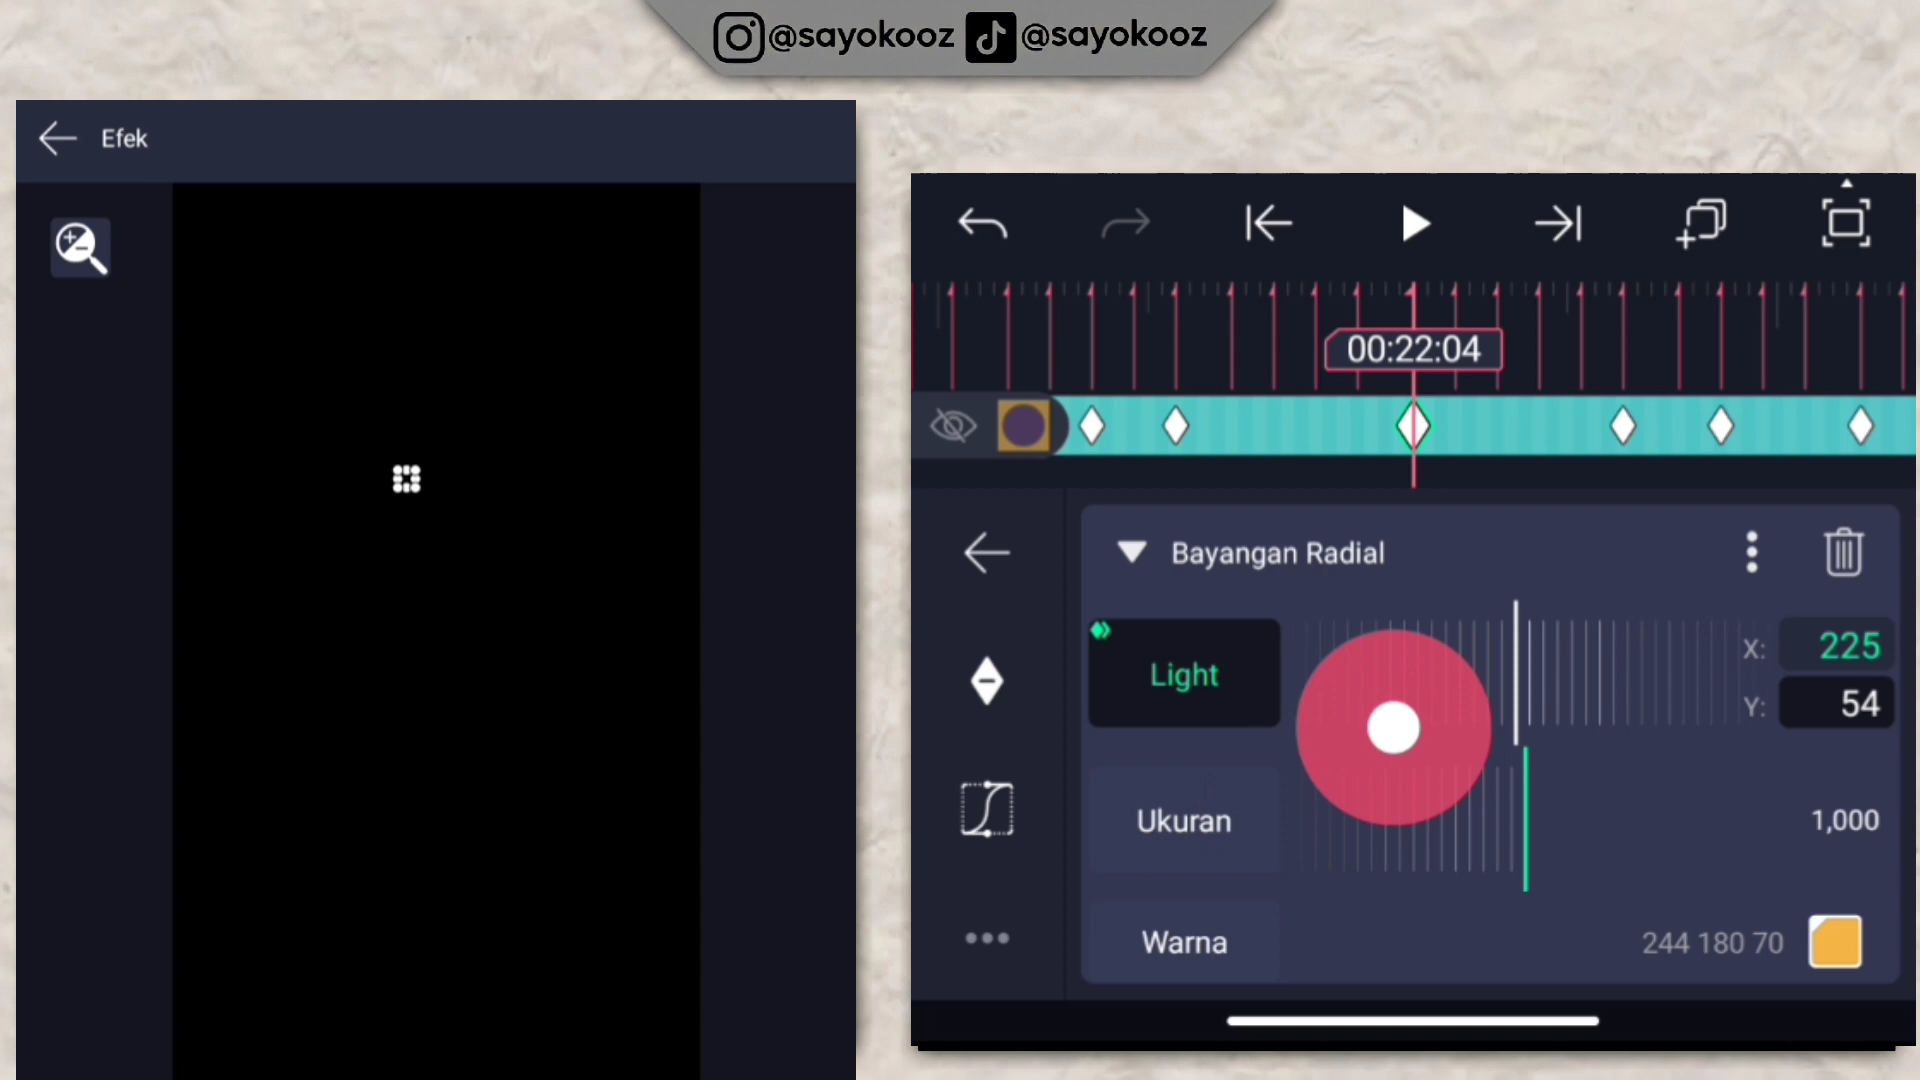 @sayokooz @sayokooz
Efek
00:22:04
Bayangan Radial
Light
X: 225
Y: 54
Ukuran
1,000
Warna
244 180 70